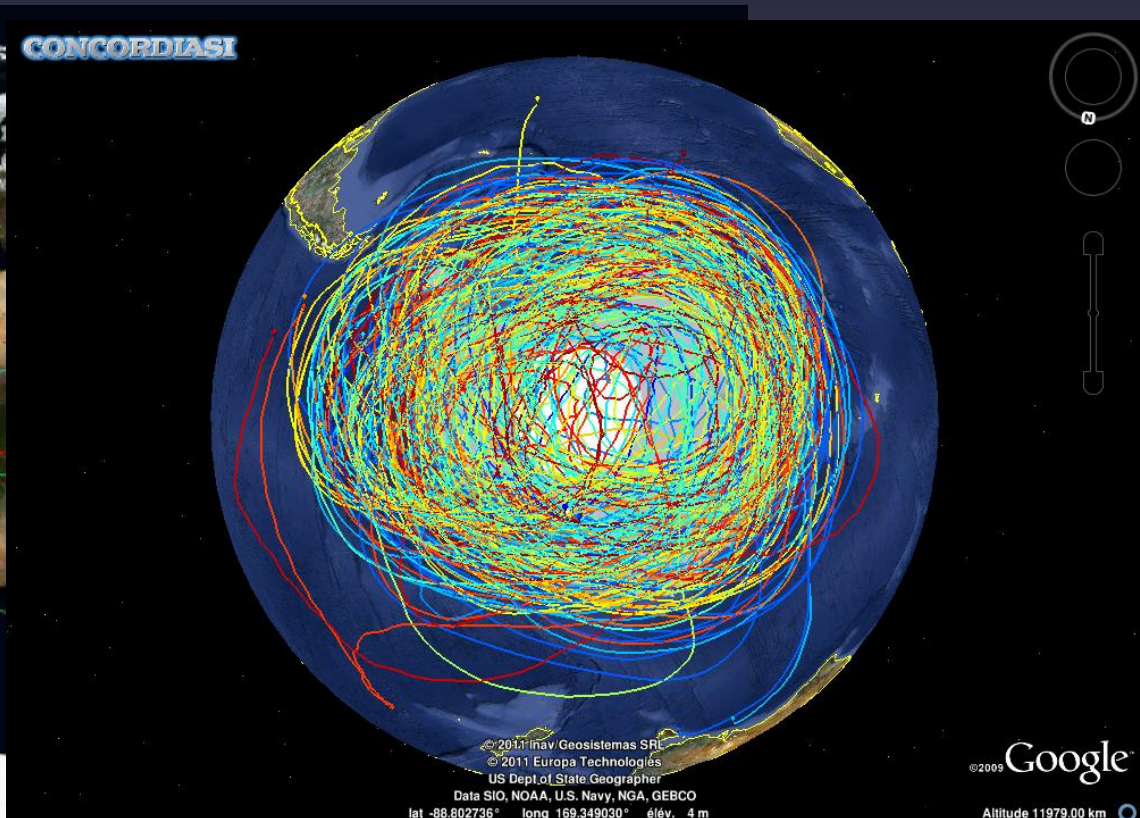 CONCORDIASI
N
© 2011 Inav/Geosistemas SRL
© 2011 Europa Technologies
US Dept of State Geographer
Data SIO, NOAA, U.S. Navy, NGA, GEBCO
©2009 Google
lat -88.802736° long 169.349030° élév. 4 m
Altitude 11979.00 km